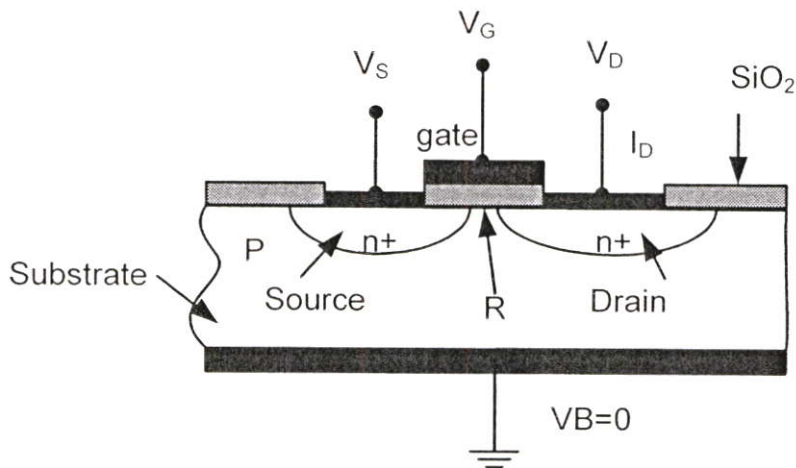 V_G
V_S
V_D
SiO₂
gate
I_D
P
n+
n+
Substrate
Source
R
Drain
VB=0